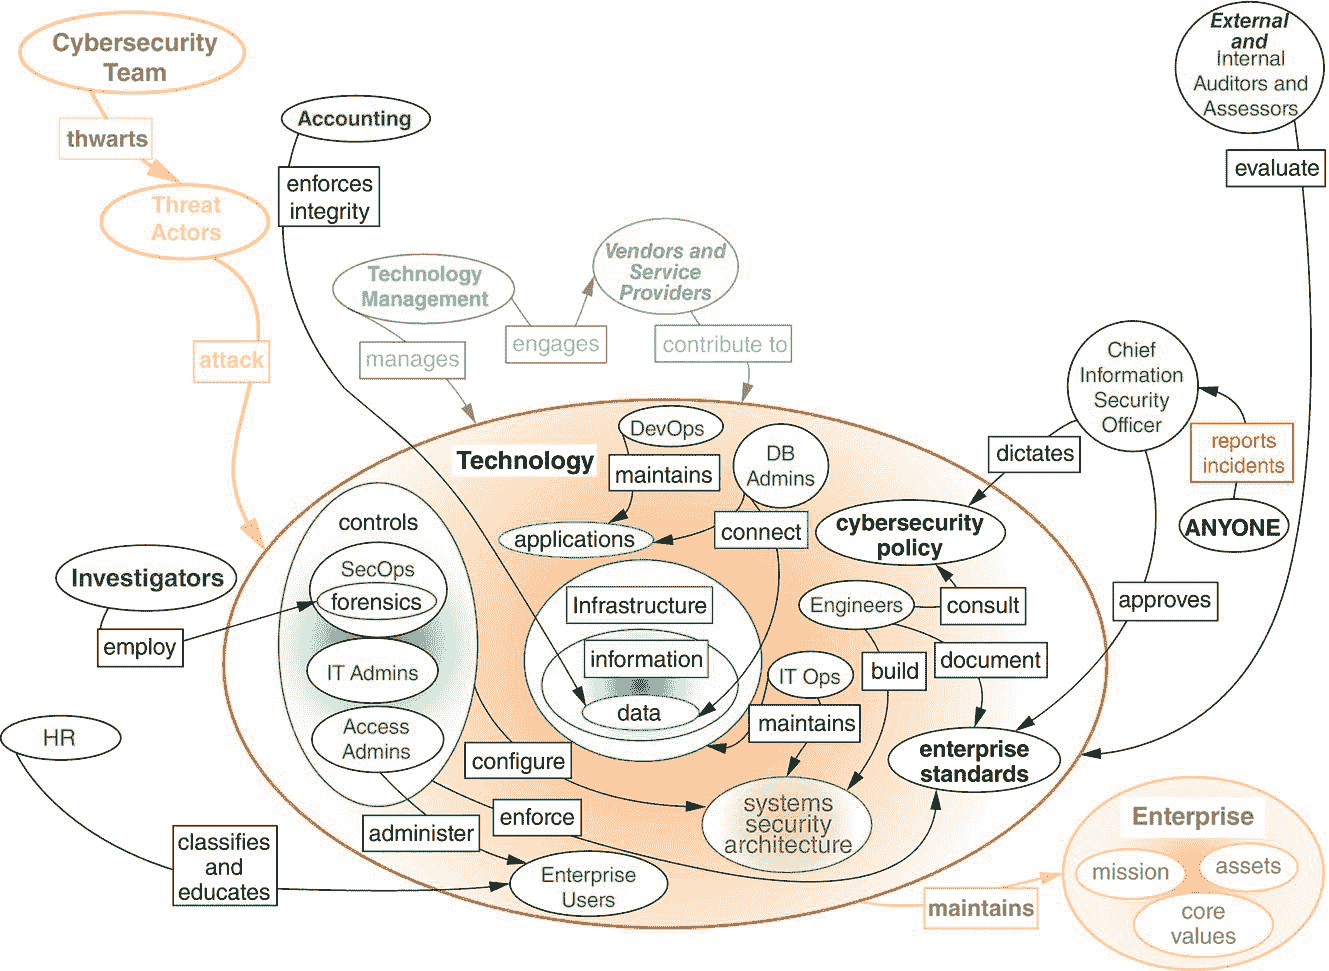 Cybersecurity
Team
thwarts
Threat
Actors
attack
Accounting
enforces
integrity
Technology
Management
manages
engages
Vendors and
Service
Providers
contribute to
External
and
Internal
Auditors and
Assessors
evaluate
Chief
Information
Security
Officer
dictates
reports
incidents
ANYONE
approves
Technology
DevOps
maintains
applications
DB
Admins
connect
cybersecurity
policy
Engineers
consult
document
build
IT Ops
maintains
enterprise
standards
systems
security
architecture
Infrastructure
information
data
controls
SecOps
forensics
IT Admins
Access
Admins
configure
enforce
administer
Enterprise
Users
Investigators
employ
HR
classifies
and
educates
maintains
Enterprise
mission
assets
core
values